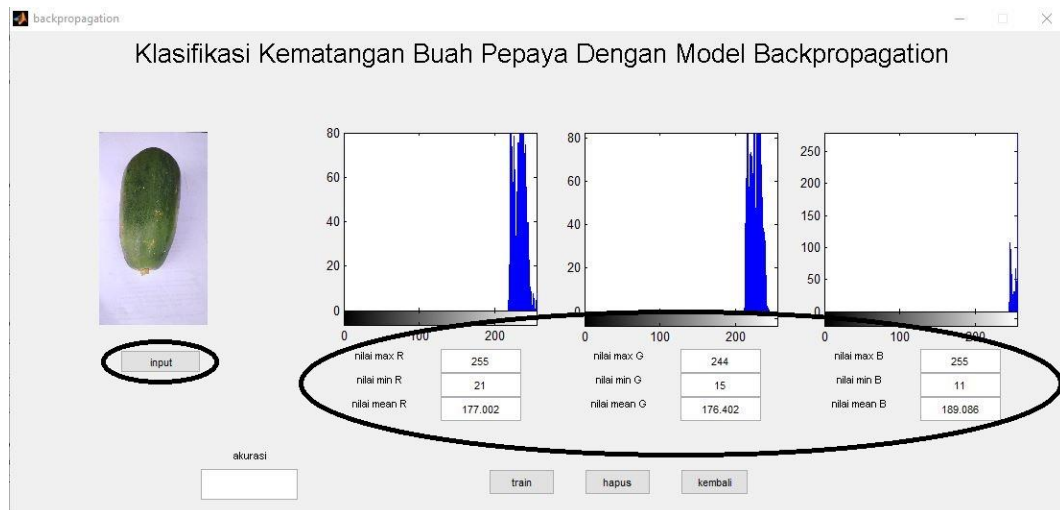 backpropagation
Klasifikasi Kematangan Buah Pepaya Dengan Model Backpropagation
80
60
40
20
0
0 100 200
80
60
40
20
0
0 100 200
250
200
150
100
50
0
0 100 200
input
nilai max R 255
nilai min R 21
nilai mean R 177.002
nilai max G 244
nilai min G 15
nilai mean G 176.402
nilai max B 255
nilai min B 11
nilai mean B 189.086
akurasi
train hapus kembali